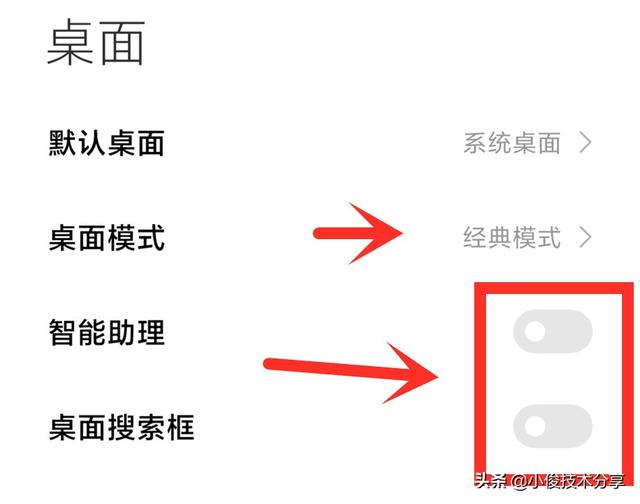 桌面
默认桌面 系统桌面
桌面模式 经典模式
智能助理
桌面搜索框
头条 @小俊技术分享